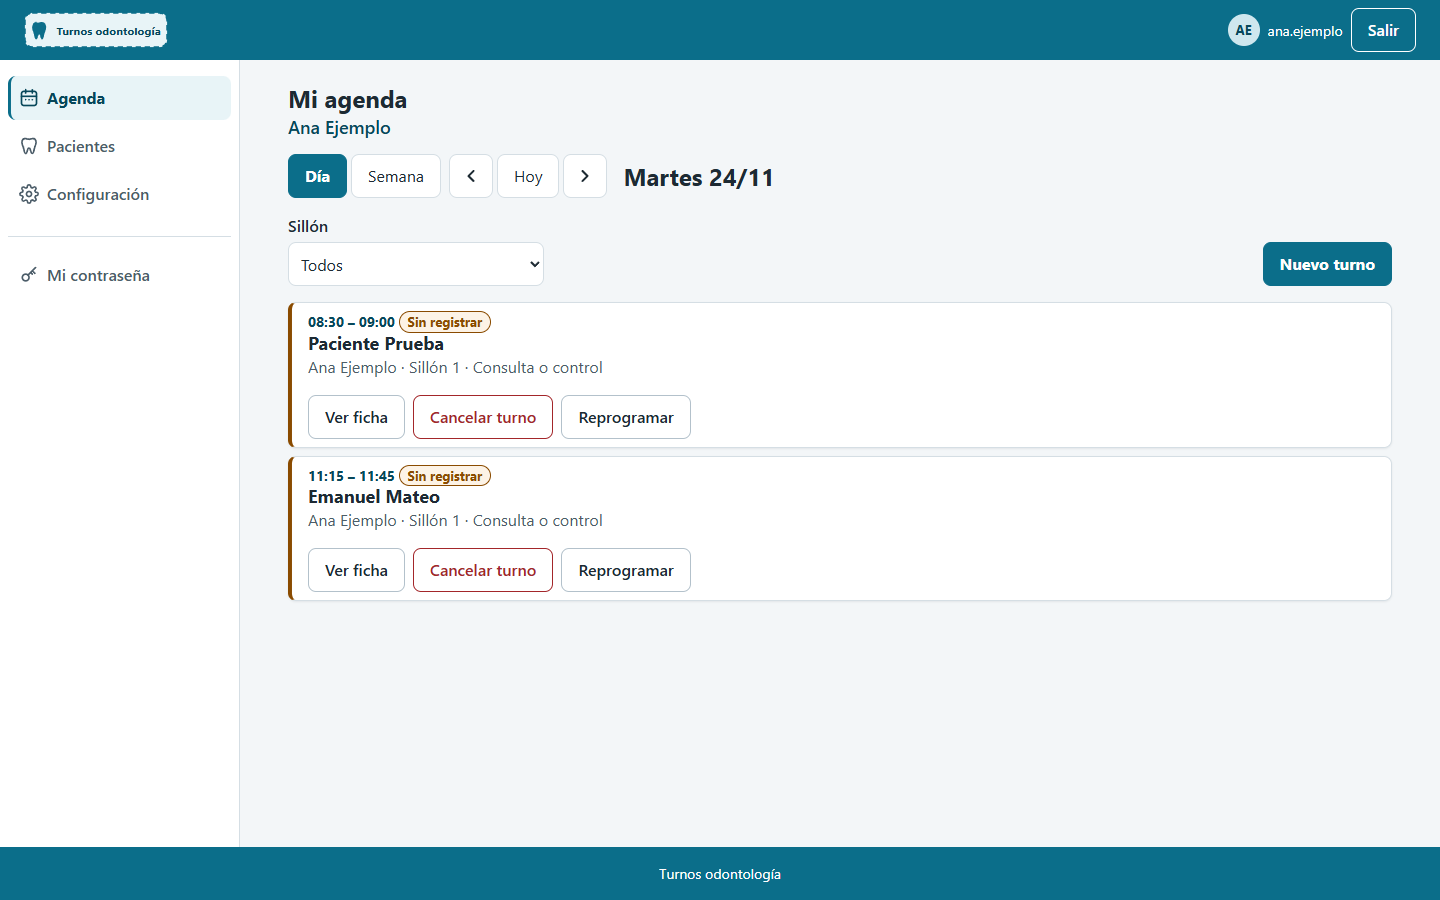 Turnos odontología
AE ana.ejemplo Salir
Agenda
Pacientes
Configuración
Mi contraseña
Mi agenda
Ana Ejemplo
Día Semana Hoy Martes 24/11
Sillón
Todos Nuevo turno
08:30 – 09:00 Sin registrar
Paciente Prueba
Ana Ejemplo · Sillón 1 · Consulta o control
Ver ficha Cancelar turno Reprogramar
11:15 – 11:45 Sin registrar
Emanuel Mateo
Ana Ejemplo · Sillón 1 · Consulta o control
Ver ficha Cancelar turno Reprogramar
Turnos odontología